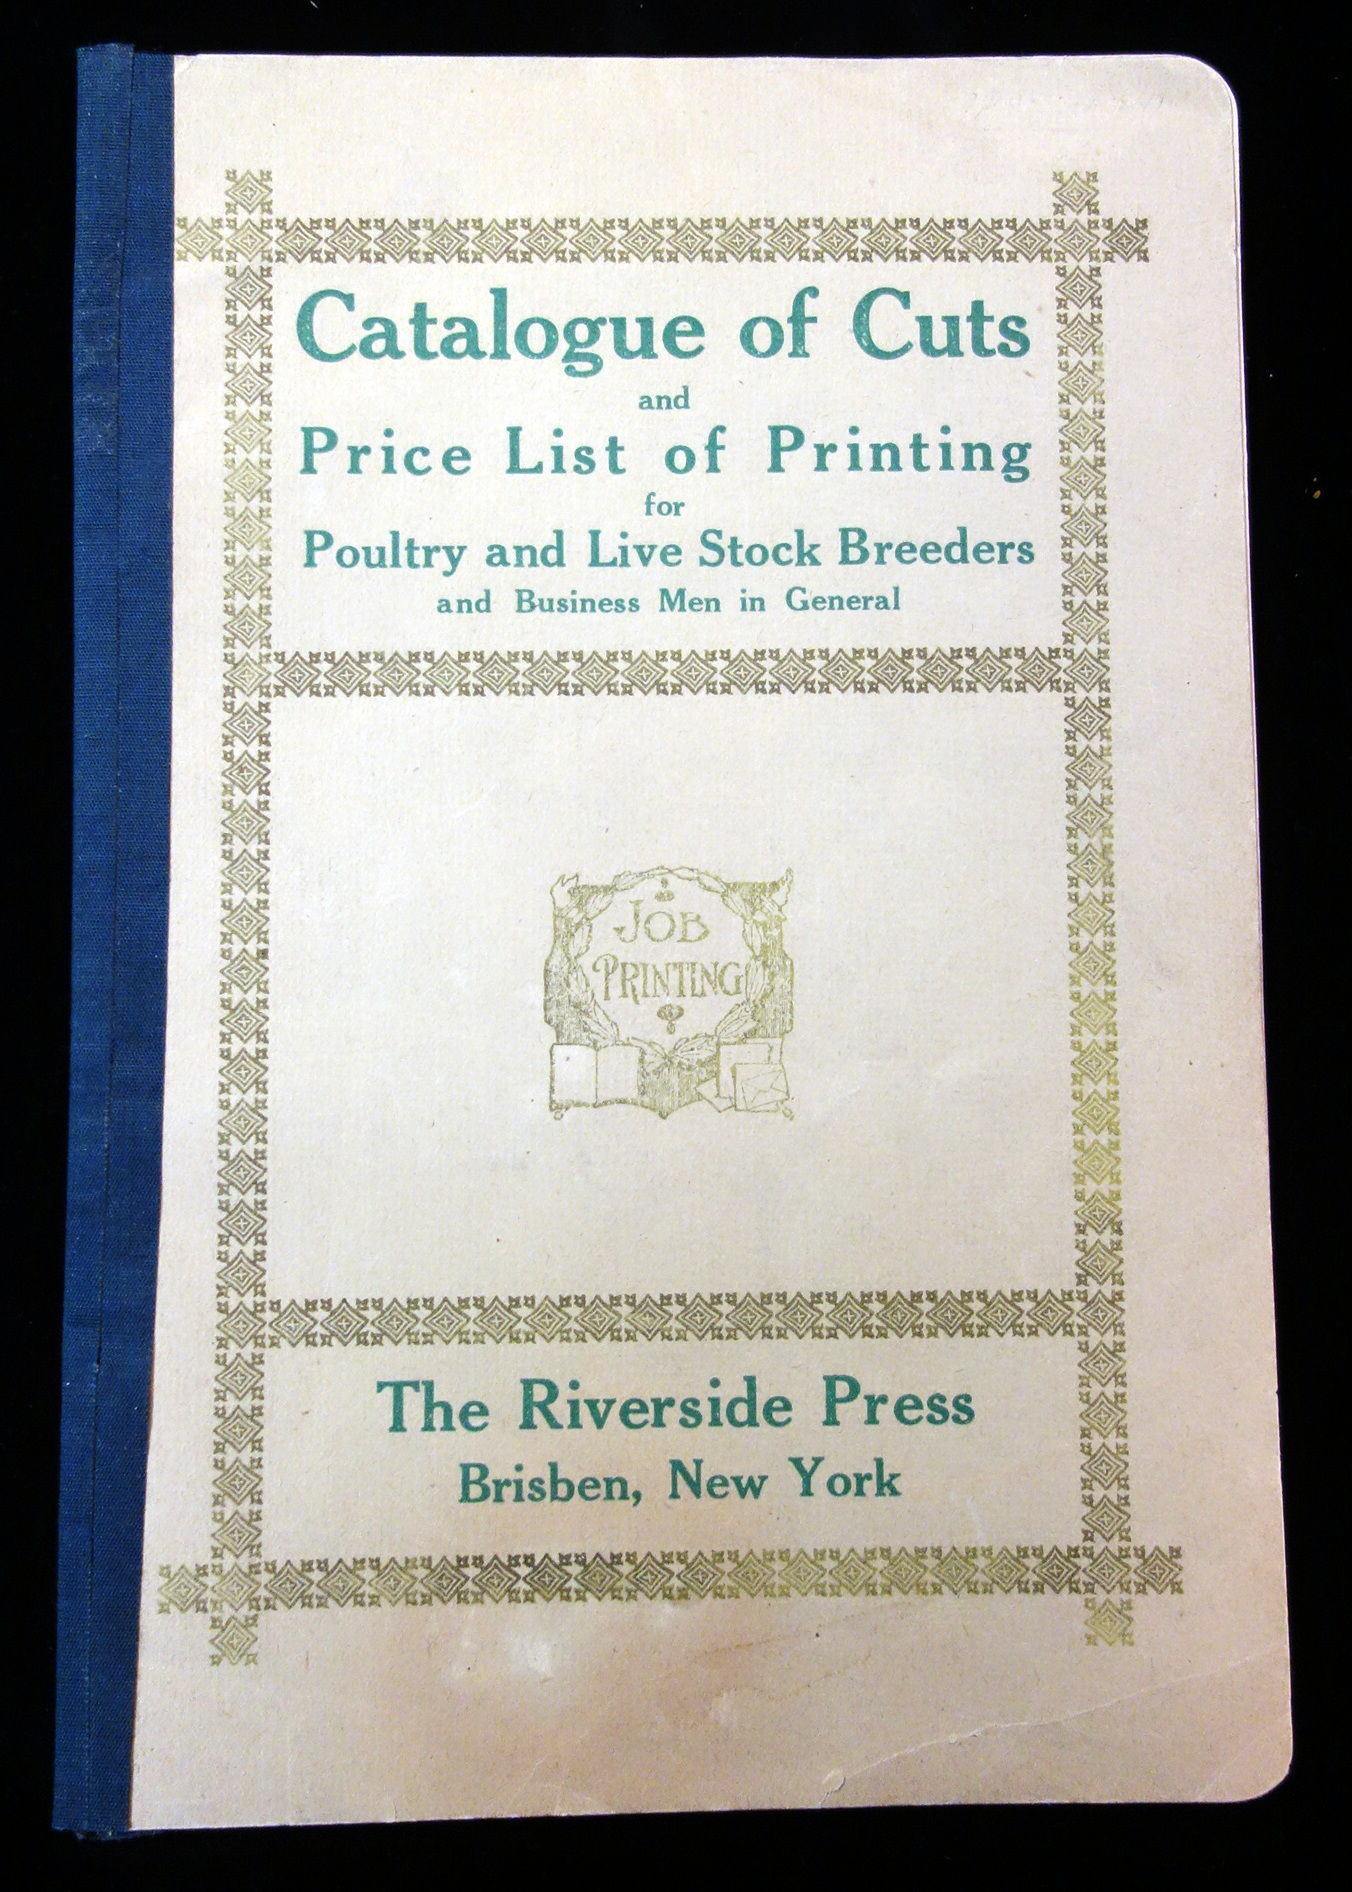 Catalogue of Cuts
and
Price List of Printing
for
Poultry and Live Stock Breeders
and Business Men in General
JOB
PRINTING
The Riverside Press
Brisben, New York